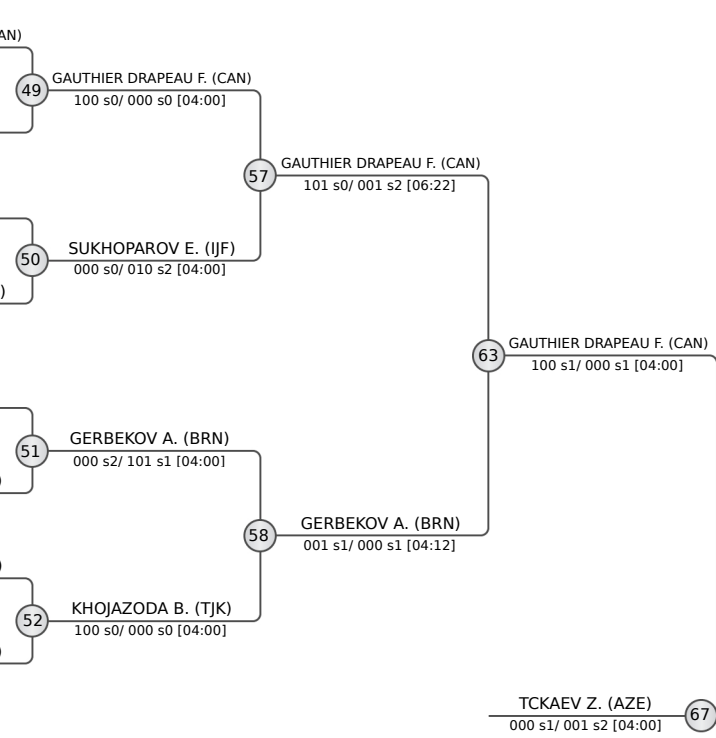 AN)
49
GAUTHIER DRAPEAU F. (CAN)
100 s0/ 000 s0 [04:00]
57
GAUTHIER DRAPEAU F. (CAN)
101 s0/ 001 s2 [06:22]
50
SUKHOPAROV E. (IJF)
000 s0/ 010 s2 [04:00]
)
63
GAUTHIER DRAPEAU F. (CAN)
100 s1/ 000 s1 [04:00]
51
GERBEKOV A. (BRN)
000 s2/ 101 s1 [04:00]
)
58
GERBEKOV A. (BRN)
001 s1/ 000 s1 [04:12]
)
52
KHOJAZODA B. (TJK)
100 s0/ 000 s0 [04:00]
)
TCKAEV Z. (AZE)
000 s1/ 001 s2 [04:00]
67